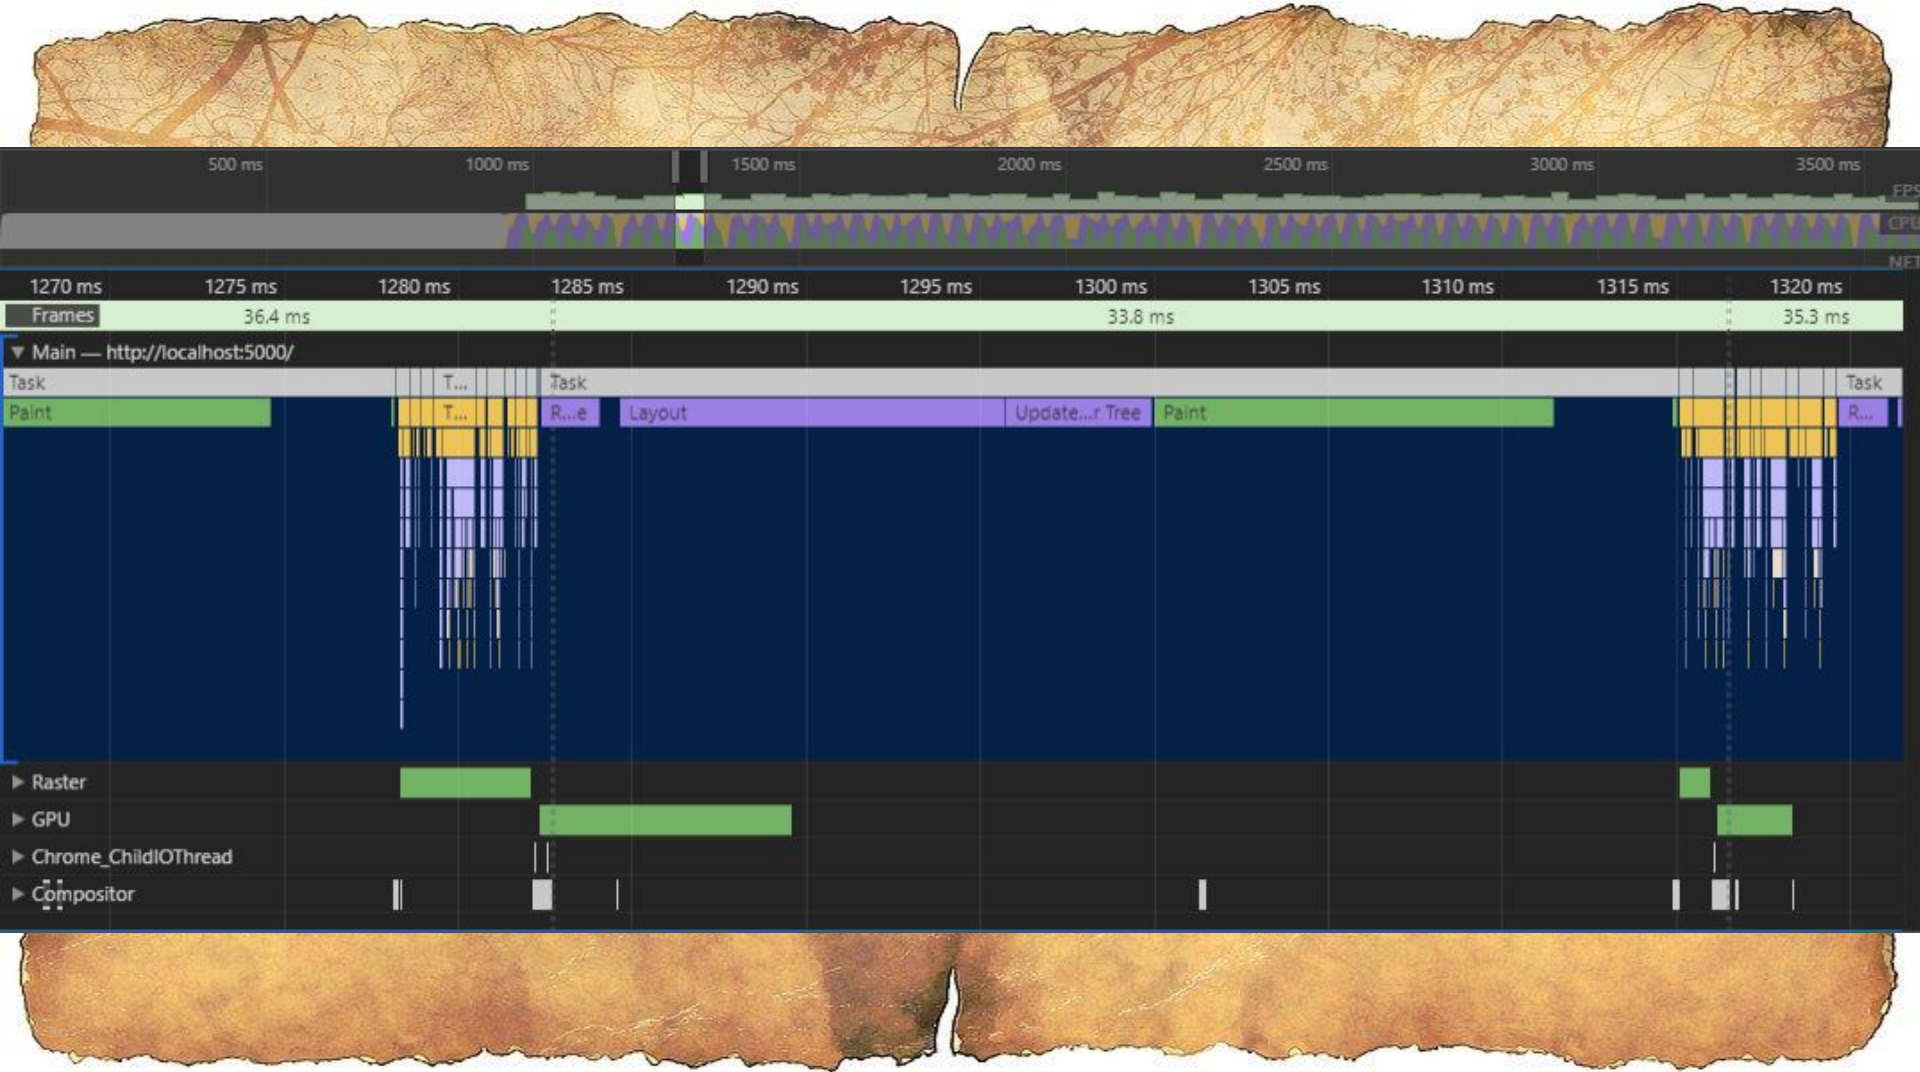 500 ms 1000 ms 1500 ms 2000 ms 2500 ms 3000 ms 3500 ms
FPS
CPU
NET
1270 ms 1275 ms 1280 ms 1285 ms 1290 ms 1295 ms 1300 ms 1305 ms 1310 ms 1315 ms 1320 ms
Frames 36.4 ms 33.8 ms 35.3 ms
▼ Main — http://localhost:5000/
Task T... Task Task
Paint T... R...e Layout Update...r Tree Paint R...
▶ Raster
▶ GPU
▶ Chrome_ChildIOThread
▶ Compositor